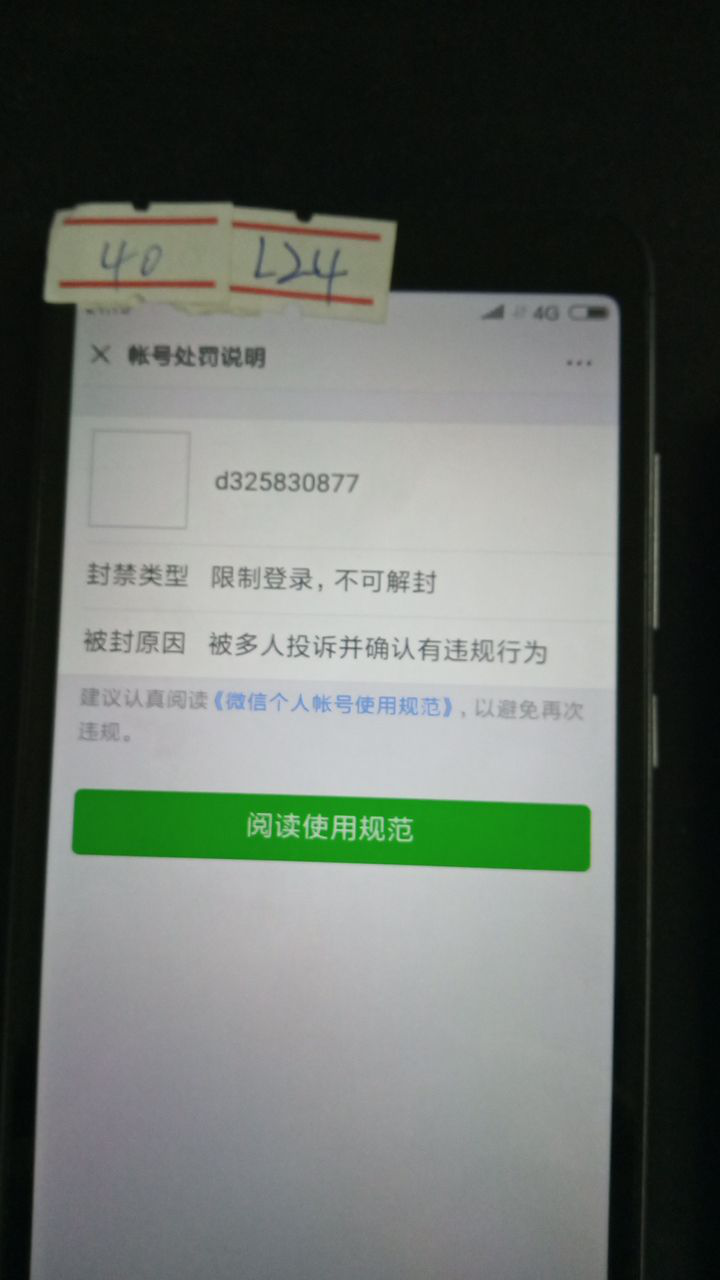 40
L24
4G
帐号处罚说明
d325830877
封禁类型 限制登录，不可解封
被封原因 被多人投诉并确认有违规行为
建议认真阅读《微信个人帐号使用规范》，以避免再次
违规。
阅读使用规范